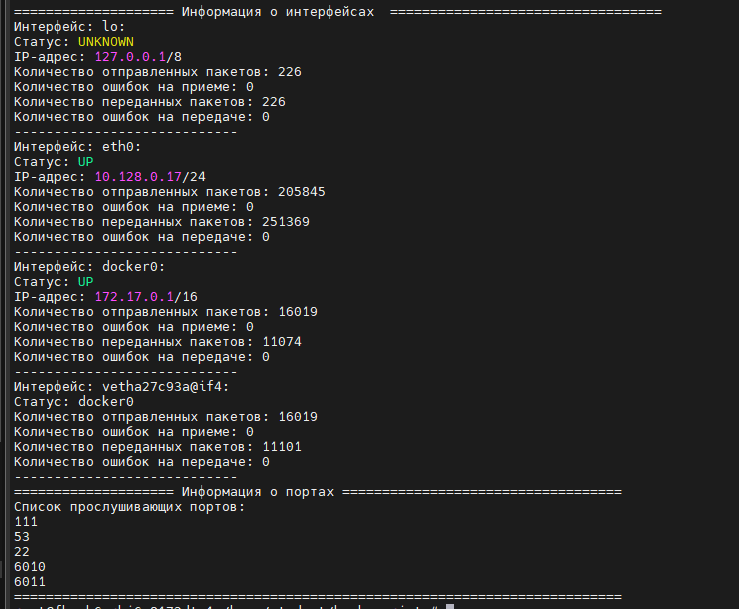 ==================== Информация о интерфейсах ==================================
Интерфейс: lo:
Статус: UNKNOWN
IP-адрес: 127.0.0.1/8
Количество отправленных пакетов: 226
Количество ошибок на приеме: 0
Количество переданных пакетов: 226
Количество ошибок на передаче: 0
----------------------------
Интерфейс: eth0:
Статус: UP
IP-адрес: 10.128.0.17/24
Количество отправленных пакетов: 205845
Количество ошибок на приеме: 0
Количество переданных пакетов: 251369
Количество ошибок на передаче: 0
----------------------------
Интерфейс: docker0:
Статус: UP
IP-адрес: 172.17.0.1/16
Количество отправленных пакетов: 16019
Количество ошибок на приеме: 0
Количество переданных пакетов: 11074
Количество ошибок на передаче: 0
----------------------------
Интерфейс: vetha27c93a@if4:
Статус: docker0
Количество отправленных пакетов: 16019
Количество ошибок на приеме: 0
Количество переданных пакетов: 11101
Количество ошибок на передаче: 0
----------------------------
==================== Информация о портах ===================================
Список прослушивающих портов:
111
53
22
6010
6011
============================================================================